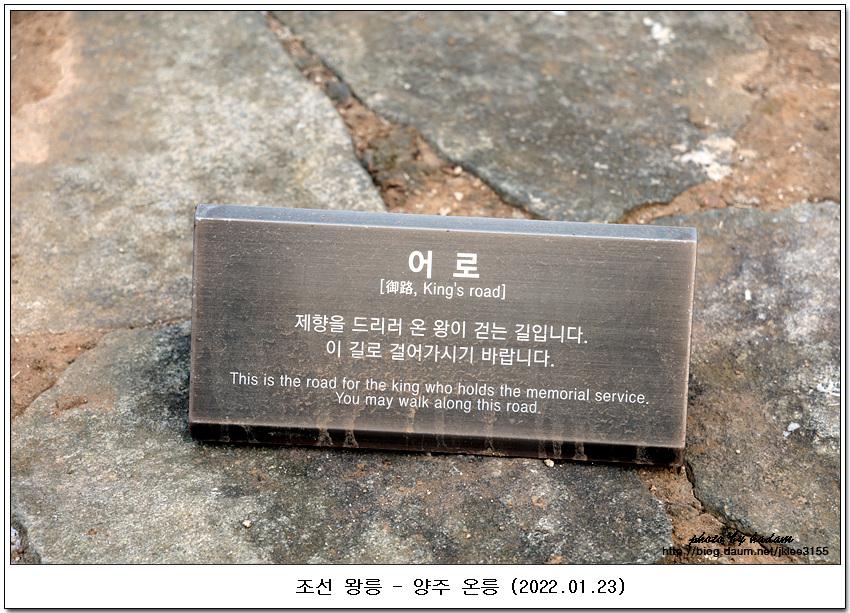 어 로
[御路, King's road]
제향을 드리러 온 왕이 걷는 길입니다.
이 길로 걸어가시기 바랍니다.
This is the road for the king who holds the memorial service.
You may walk along this road.
photo by hadam
http://blog.daum.net/jklee3155
조선 왕릉 - 양주 온릉 (2022.01.23)